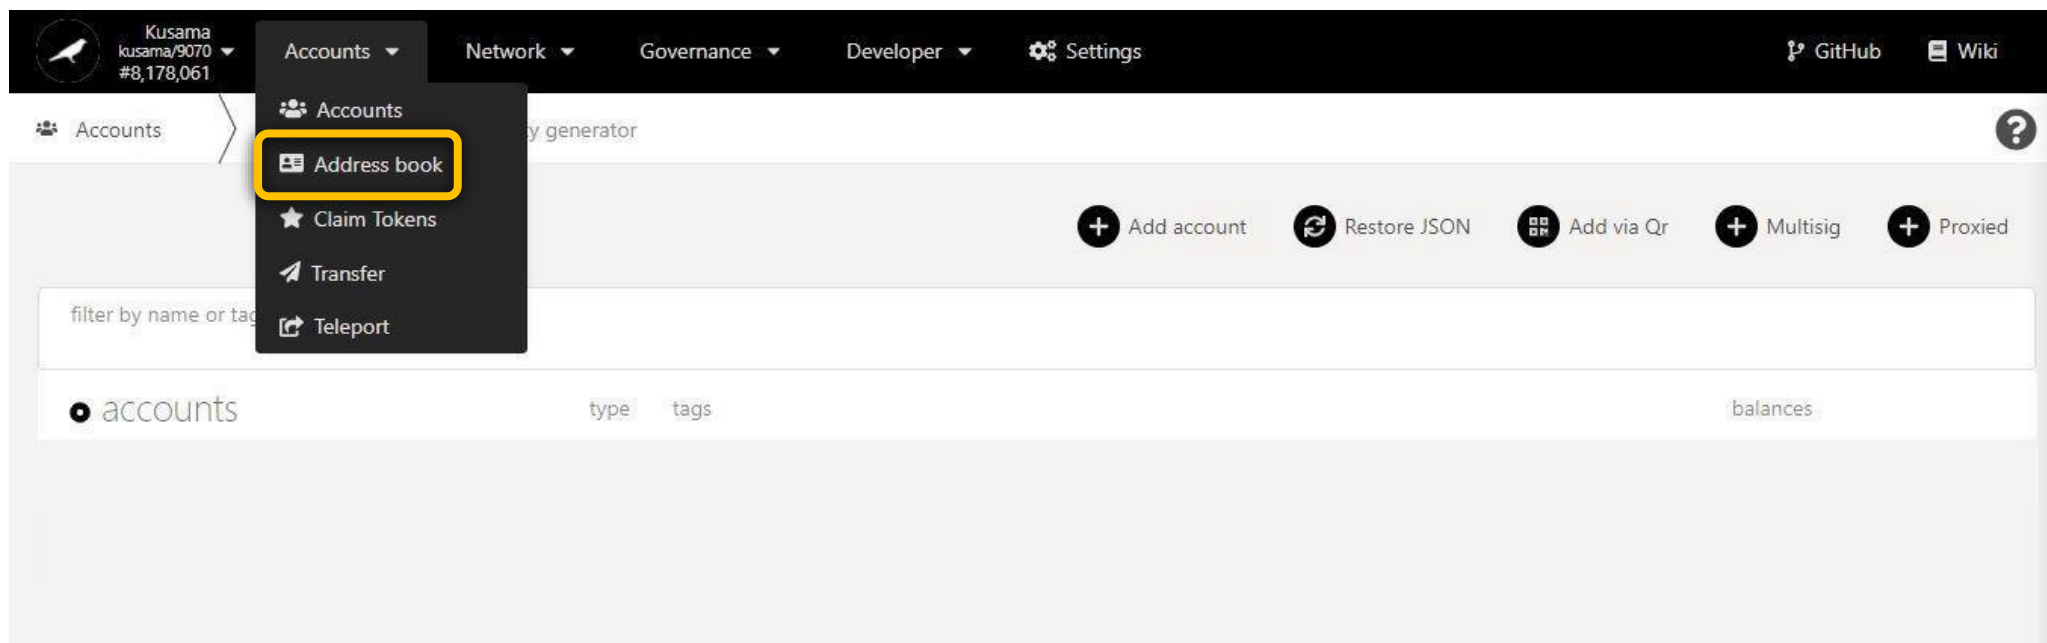 Kusama
kusama/9070
#8,178,061
Accounts
Network
Governance
Developer
Settings
GitHub
Wiki
Accounts
generator
Accounts
Address book
Claim Tokens
Transfer
Teleport
Add account
Restore JSON
Add via Qr
Multisig
Proxied
filter by name or
accounts
type
tags
balances